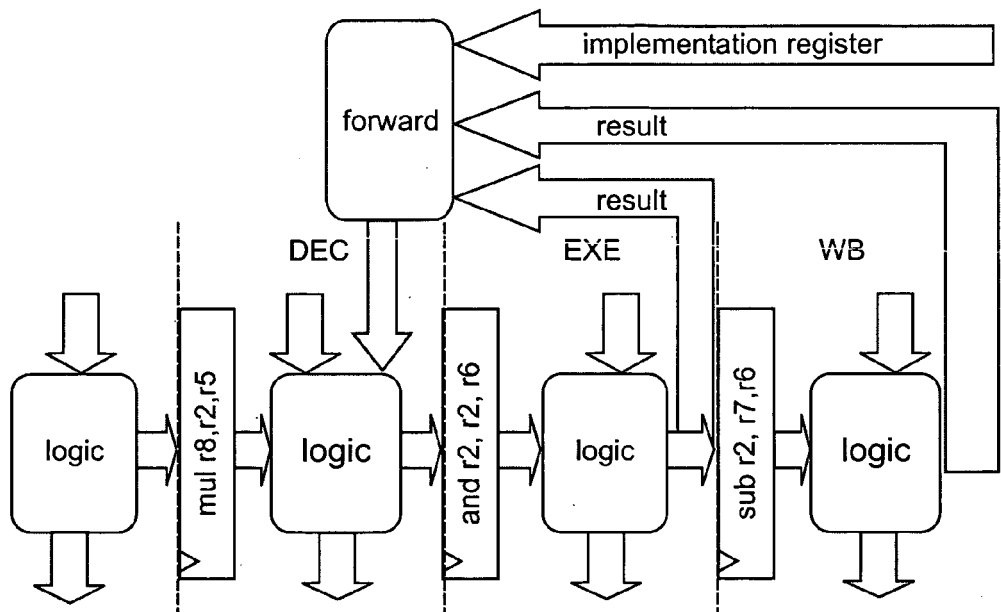 implementation register
forward
result
result
DEC
EXE
WB
logic
mul r8,r2,r5
logic
and r2, r2, r6
logic
sub r2, r7,r6
logic